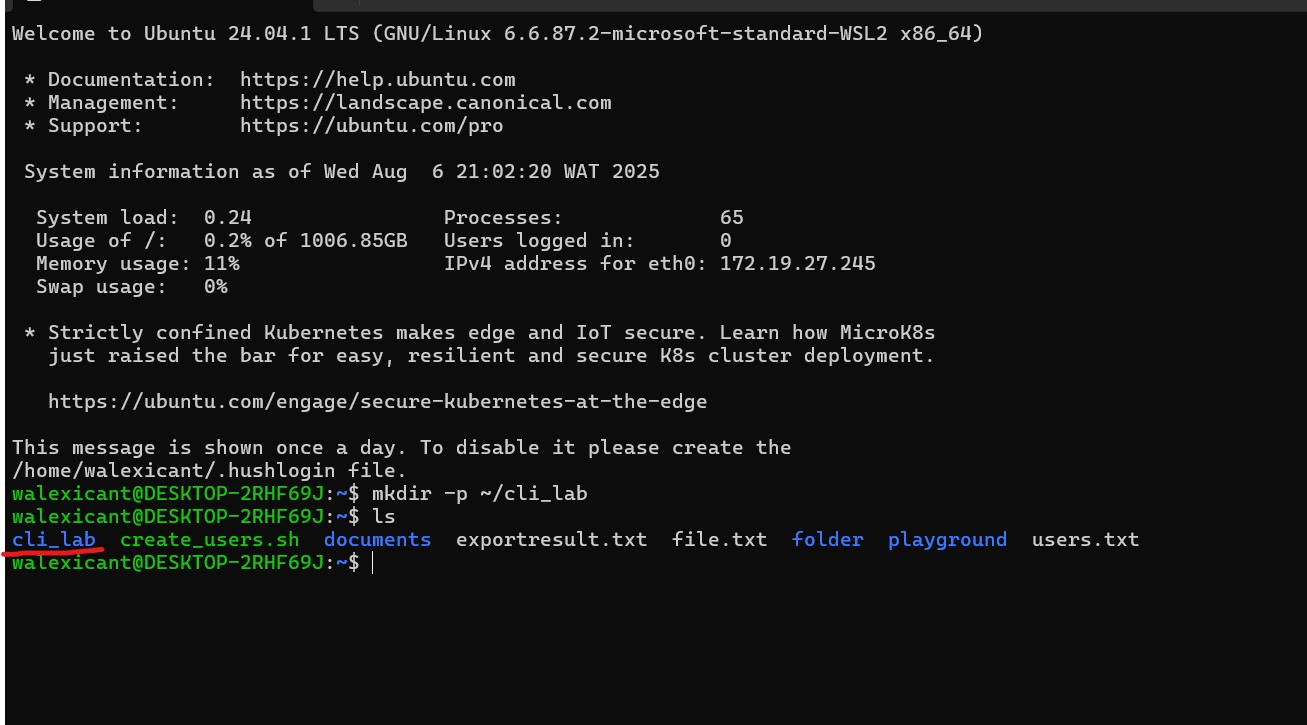 Welcome to Ubuntu 24.04.1 LTS (GNU/Linux 6.6.87.2-microsoft-standard-WSL2 x86_64)
* Documentation:  https://help.ubuntu.com
* Management:     https://landscape.canonical.com
* Support:        https://ubuntu.com/pro
System information as of Wed Aug  6 21:02:20 WAT 2025
System load:  0.24                Processes:             65
Usage of /:   0.2% of 1006.85GB   Users logged in:       0
Memory usage: 11%                 IPv4 address for eth0: 172.19.27.245
Swap usage:   0%
* Strictly confined Kubernetes makes edge and IoT secure. Learn how MicroK8s
just raised the bar for easy, resilient and secure K8s cluster deployment.
https://ubuntu.com/engage/secure-kubernetes-at-the-edge
This message is shown once a day. To disable it please create the
/home/walexicant/.hushlogin file.
walexicant@DESKTOP-2RHF69J:~$ mkdir -p ~/cli_lab
walexicant@DESKTOP-2RHF69J:~$ ls
cli_lab  create_users.sh  documents  exportresult.txt  file.txt  folder  playground  users.txt
walexicant@DESKTOP-2RHF69J:~$